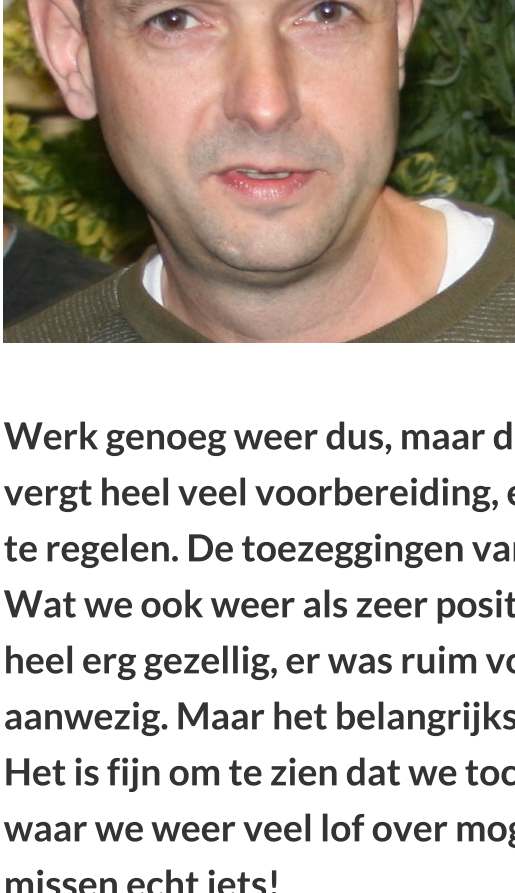 Werk genoeg weer dus, maar d
vergt heel veel voorbereiding, e
te regelen. De toezeggingen va
Wat we ook weer als zeer posit
heel erg gezellig, er was ruim vo
aanwezig. Maar het belangrijks
Het is fijn om te zien dat we toc
waar we weer veel lof over mog
missen echt iets!